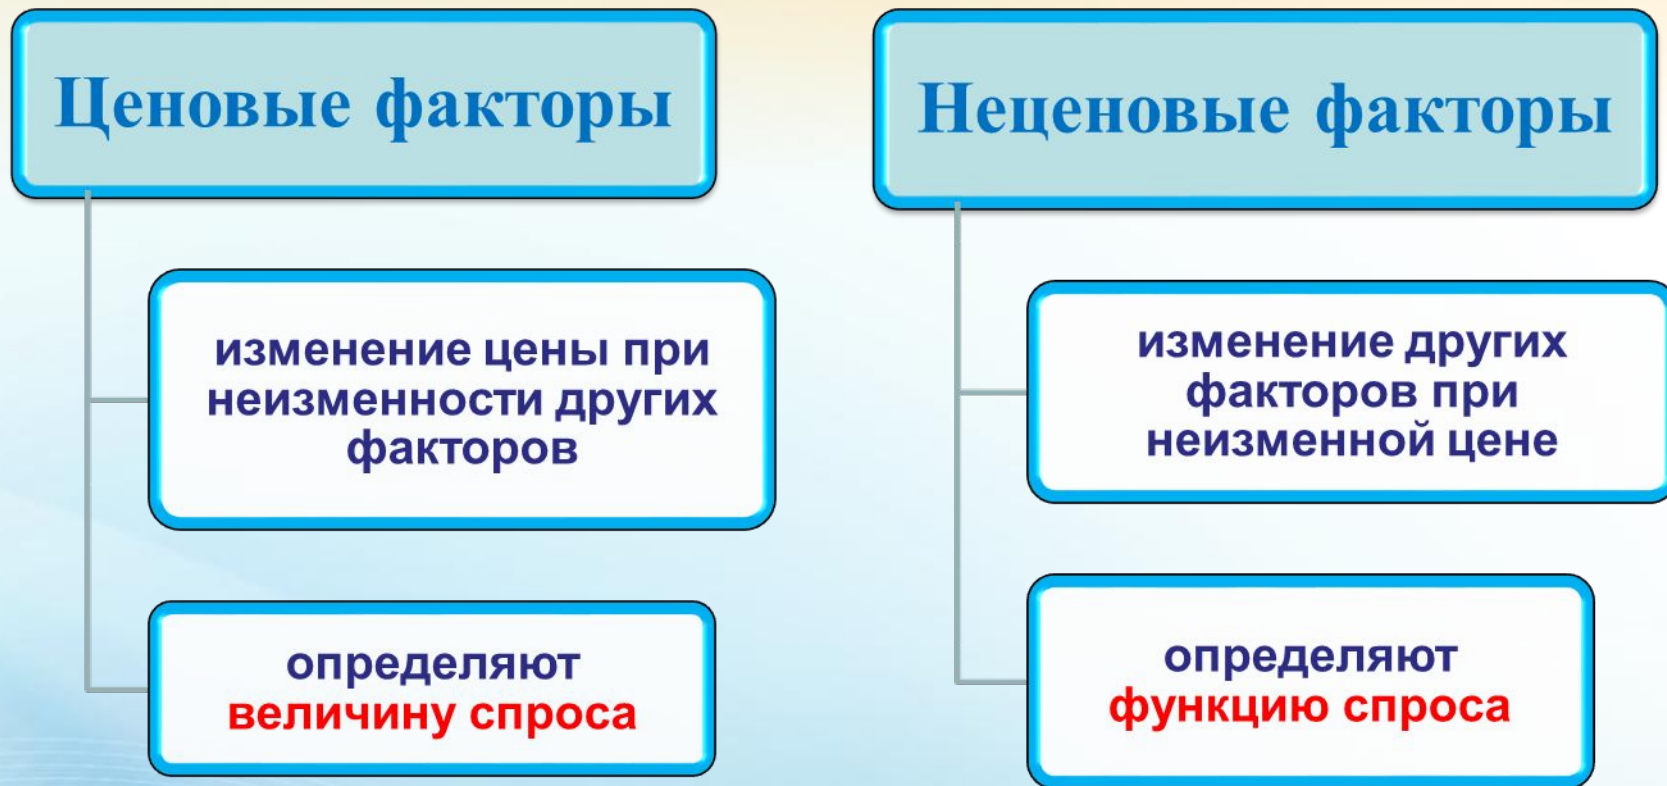 Ценовые факторы
изменение цены при
неизменности других
факторов
определяют
величину спроса
Неценовые факторы
изменение других
факторов при
неизменной цене
определяют
функцию спроса